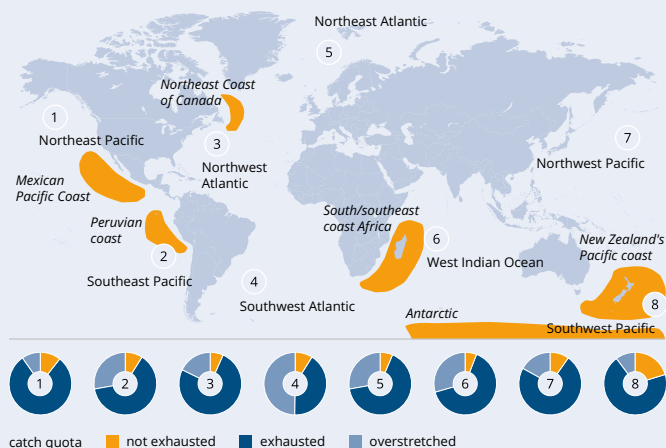 Northeast Atlantic
5
Northeast Coast
of Canada
1
Northeast Pacific
3
Northwest
Atlantic
7
Northwest Pacific
Mexican
Pacific Coast
Peruvian
coast
2
Southeast Pacific
South/southeast
coast Africa
6
West Indian Ocean
4
Southwest Atlantic
New Zealand's
Pacific coast
8
Southwest Pacific
Antarctic
1 2 3 4 5 6 7 8
catch quota not exhausted exhausted overstretched